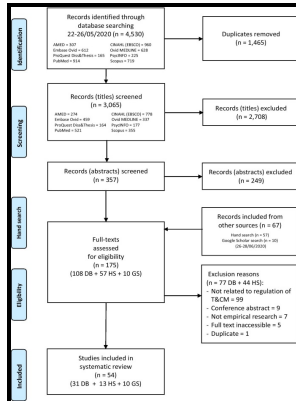 Identification
Records identified through
database searching
22-26/05/2020 (n = 4,530)
AMED = 307
CINAHL (EBSCO) = 960
Embase Ovid = 612
Ovid MEDLINE = 628
ProQuest Diss&Thesis = 165
PsycINFO = 225
PubMed = 914
Scopus = 719
Duplicates removed
(n = 1,465)
Screening
Records (titles) screened
(n = 3,065)
AMED = 274
CINAHL (EBSCO) = 778
Embase Ovid = 459
Ovid MEDLINE = 337
ProQuest Diss&Thesis = 164
PsycINFO = 177
PubMed = 521
Scopus = 355
Records (titles) excluded
(n = 2,708)
Records (abstracts) screened
(n = 357)
Records (abstracts) excluded
(n = 249)
Hand search
Records included from
other sources (n = 67)
Hand search (n = 57)
Google Scholar search (n = 10)
(26-28/06/2020)
Eligibility
Full-texts
assessed
for eligibility
(n = 175)
(108 DB + 57 HS + 10 GS)
Exclusion reasons
(n = 77 DB + 44 HS)
- Not related to regulation of
T&CM = 99
- Conference abstract = 9
- Not empirical research = 7
- Full text inaccessible = 5
- Duplicate = 1
Included
Studies included in
systematic review
(n = 54)
(31 DB + 13 HS + 10 GS)